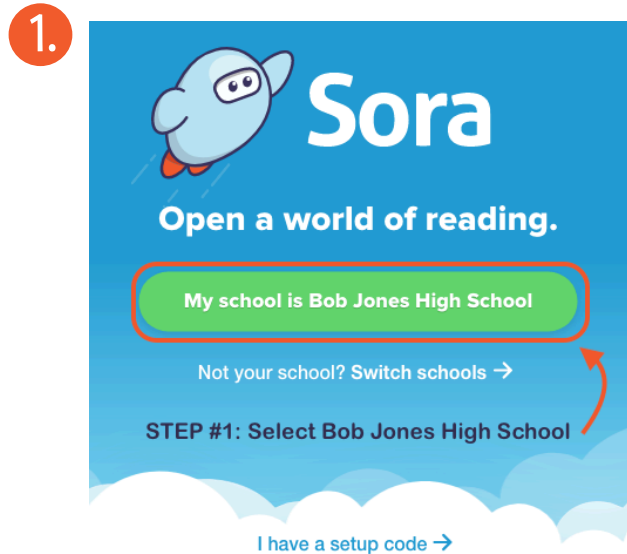 1.
Sora
Open a world of reading.
My school is Bob Jones High School
Not your school? Switch schools →
STEP #1: Select Bob Jones High School
I have a setup code →